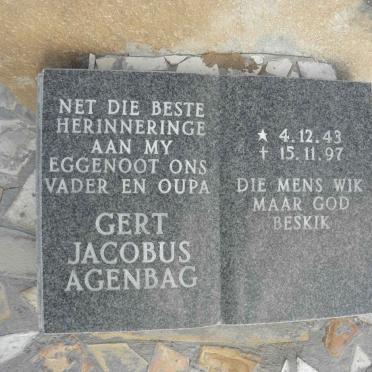 NET DIE BESTE
HERINNERINGE
AAN MY
EGGENOOT ONS
VADER EN OUPA
GERT
JACOBUS
AGENBAG
★ 4.12.43
✝ 15.11.97
DIE MENS WIK
MAAR GOD
BESKIK